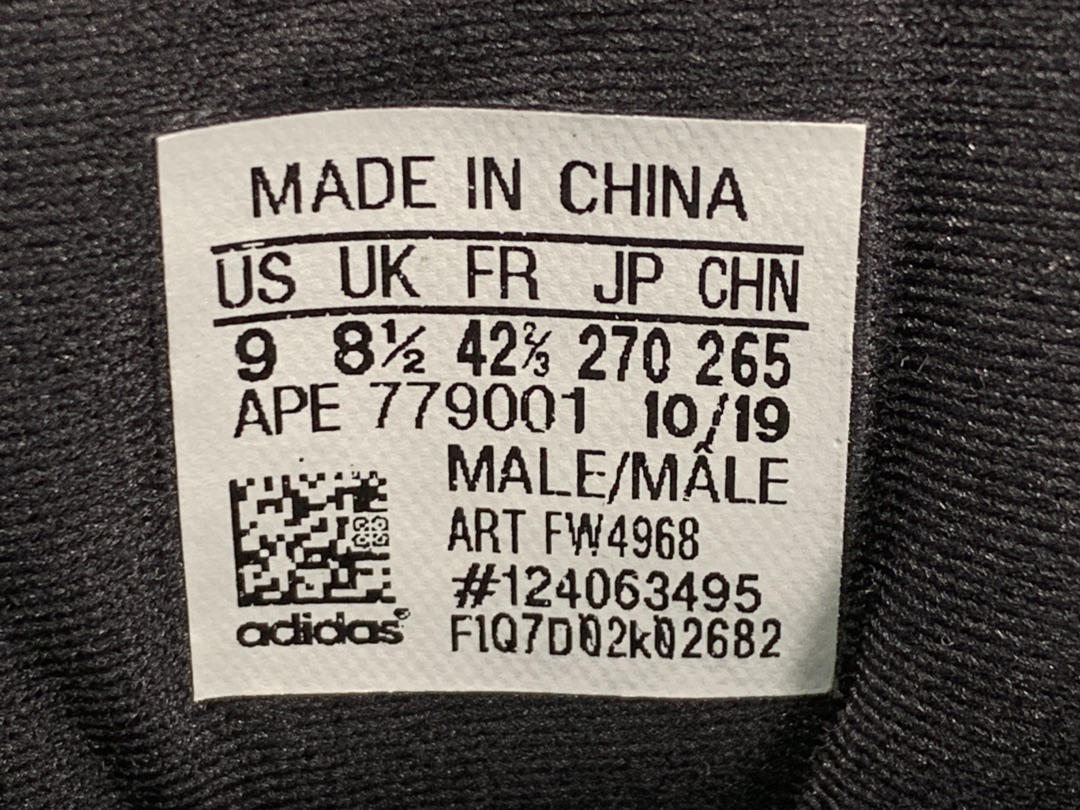 MADE IN CHINA
US UK FR JP CHN
9 8½ 42⅔ 270 265
APE 779001 10/19
MALE/MÂLE
ART FW4968
#124063495
F1Q7D02k02682
adidas®